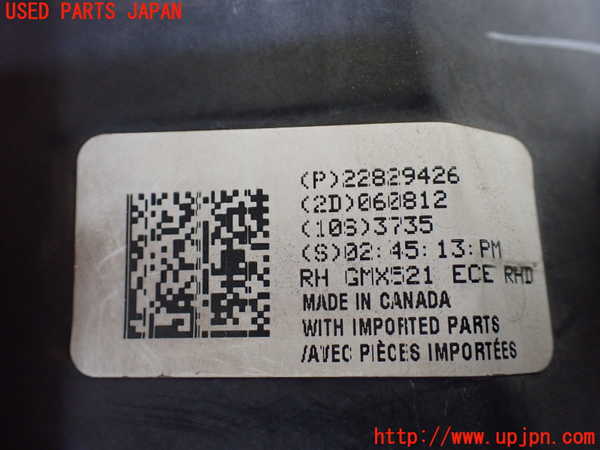 USED PARTS JAPAN
(P)22829426
(2D)060812
(10S)3735
(S)02:45:13:PM
RH GMX521 ECE RHD
MADE IN CANADA
WITH IMPORTED PARTS
/AVEC PIÈCES IMPORTÉES
http://www.upjpn.com/